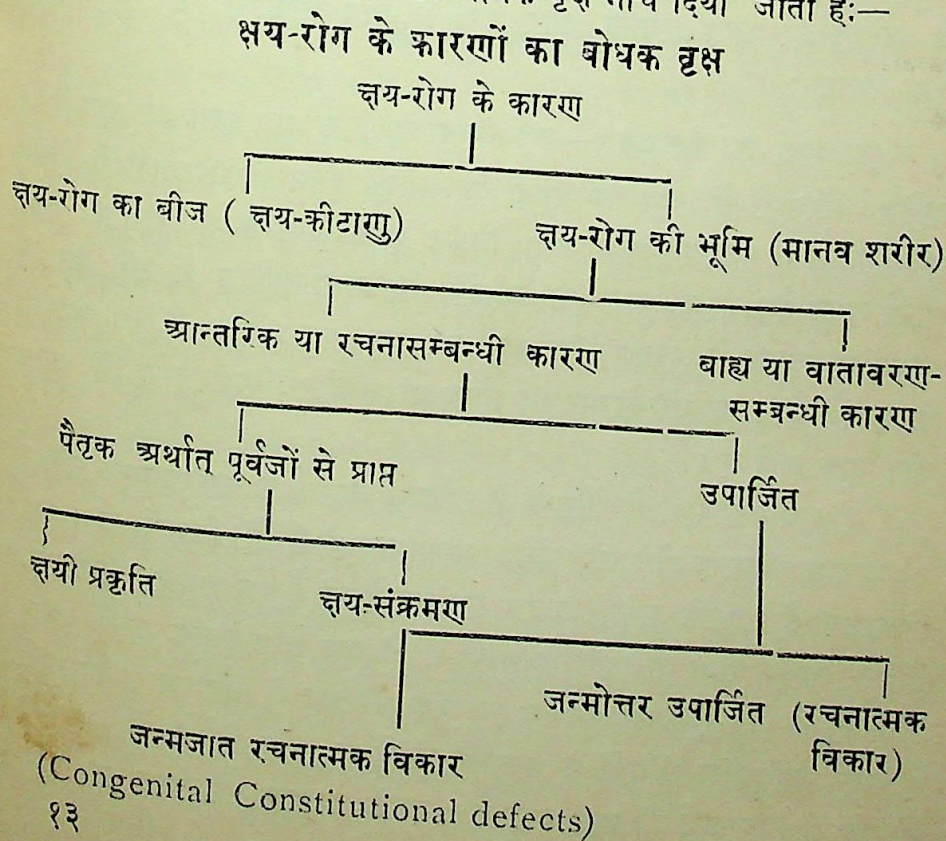 नीचे दिया जाता है:—
क्षय-रोग के कारणों का बोधक वृक्ष
क्षय-रोग के कारण
क्षय-रोग का बीज ( क्षय-कीटाणु)
क्षय-रोग की भूमि (मानव शरीर)
आन्तरिक या रचनासम्बन्धी कारण
बाह्य या वातावरण-
सम्बन्धी कारण
पैतृक अर्थात् पूर्वजों से प्राप्त
उपार्जित
क्षयी प्रकृति
क्षय-संक्रमण
जन्मोत्तर उपार्जित (रचनात्मक
विकार)
जन्मजात रचनात्मक विकार
(Congenital Constitutional defects)
१३